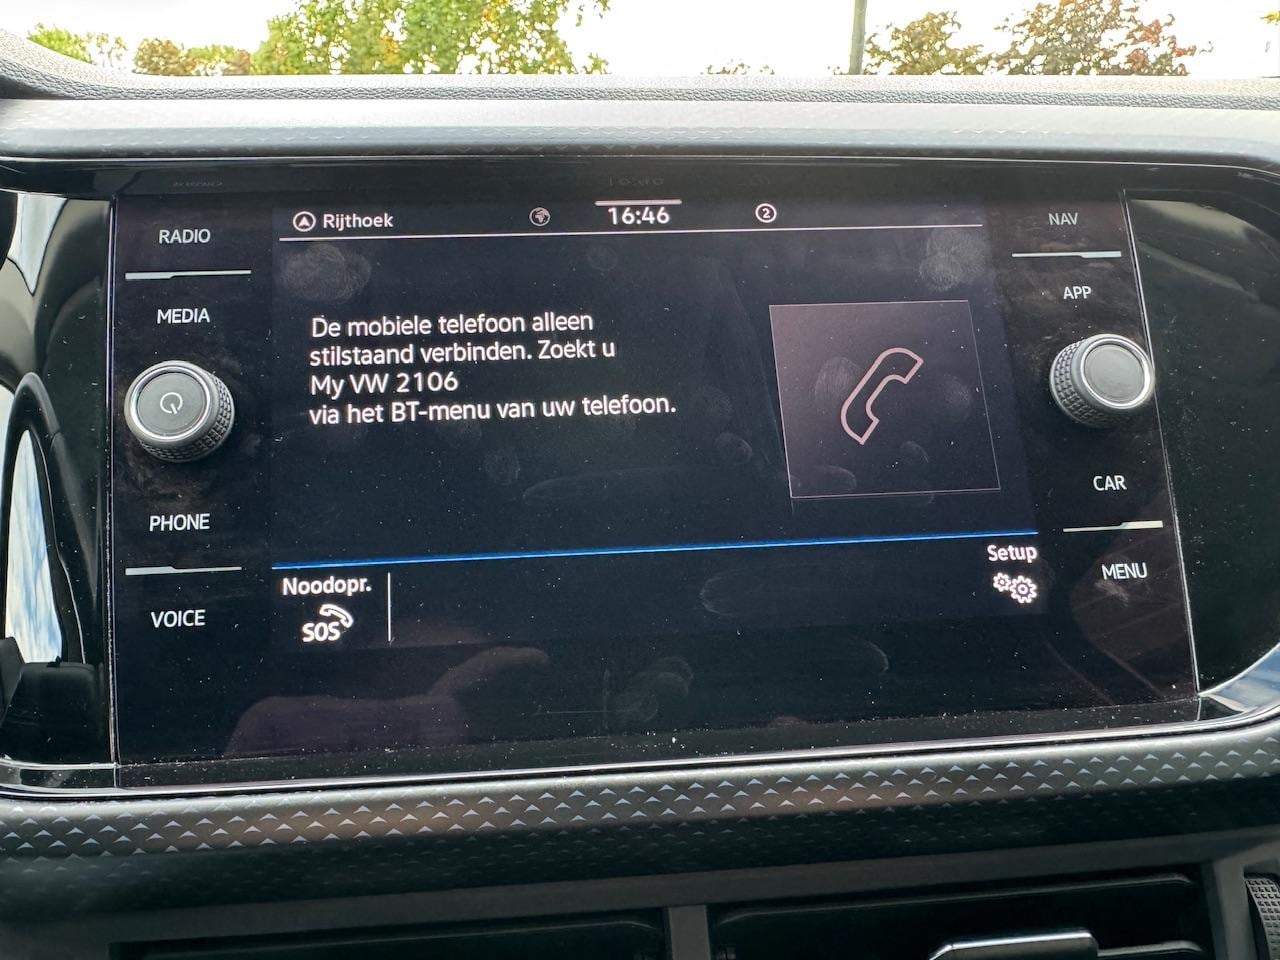 RADIO
MEDIA
PHONE
VOICE
Rijthoek
16:46
2
De mobiele telefoon alleen
stilstaand verbinden. Zoekt u
My VW 2106
via het BT-menu van uw telefoon.
Noodopr.
SOS
Setup
NAV
APP
CAR
MENU